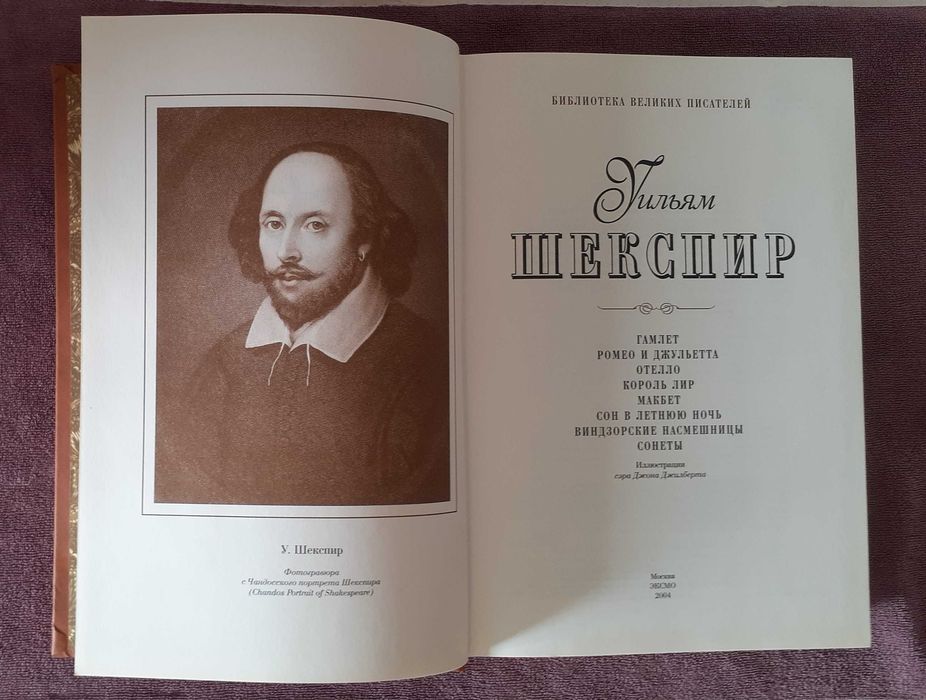 У. Шекспир
Фотогравюра
с Чандосского портрета Шекспира
(Chandos Portrait of Shakespeare)
БИБЛИОТЕКА ВЕЛИКИХ ПИСАТЕЛЕЙ
Уильям
ШЕКСПИР
ГАМЛЕТ
РОМЕО И ДЖУЛЬЕТТА
ОТЕЛЛО
КОРОЛЬ ЛИР
МАКБЕТ
СОН В ЛЕТНЮЮ НОЧЬ
ВИНДЗОРСКИЕ НАСМЕШНИЦЫ
СОНЕТЫ
Иллюстрации
сэра Джона Джилберта
Москва
ЭКСМО
2004